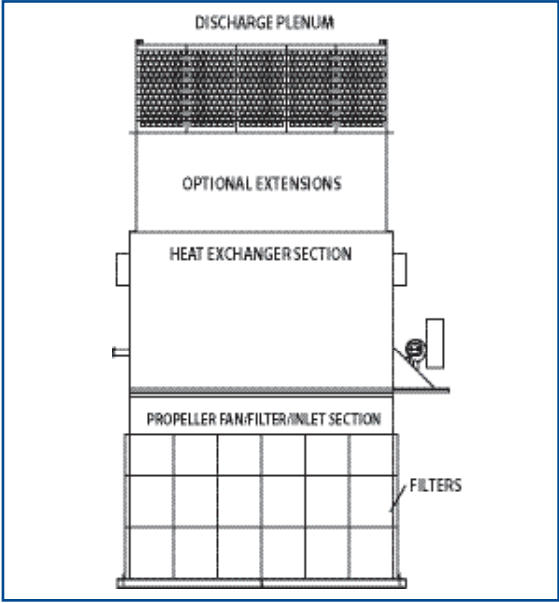 DISCHARGE PLENUM
OPTIONAL EXTENSIONS
HEAT EXCHANGER SECTION
PROPELLER FAN/FILTER/INLET SECTION
FILTERS